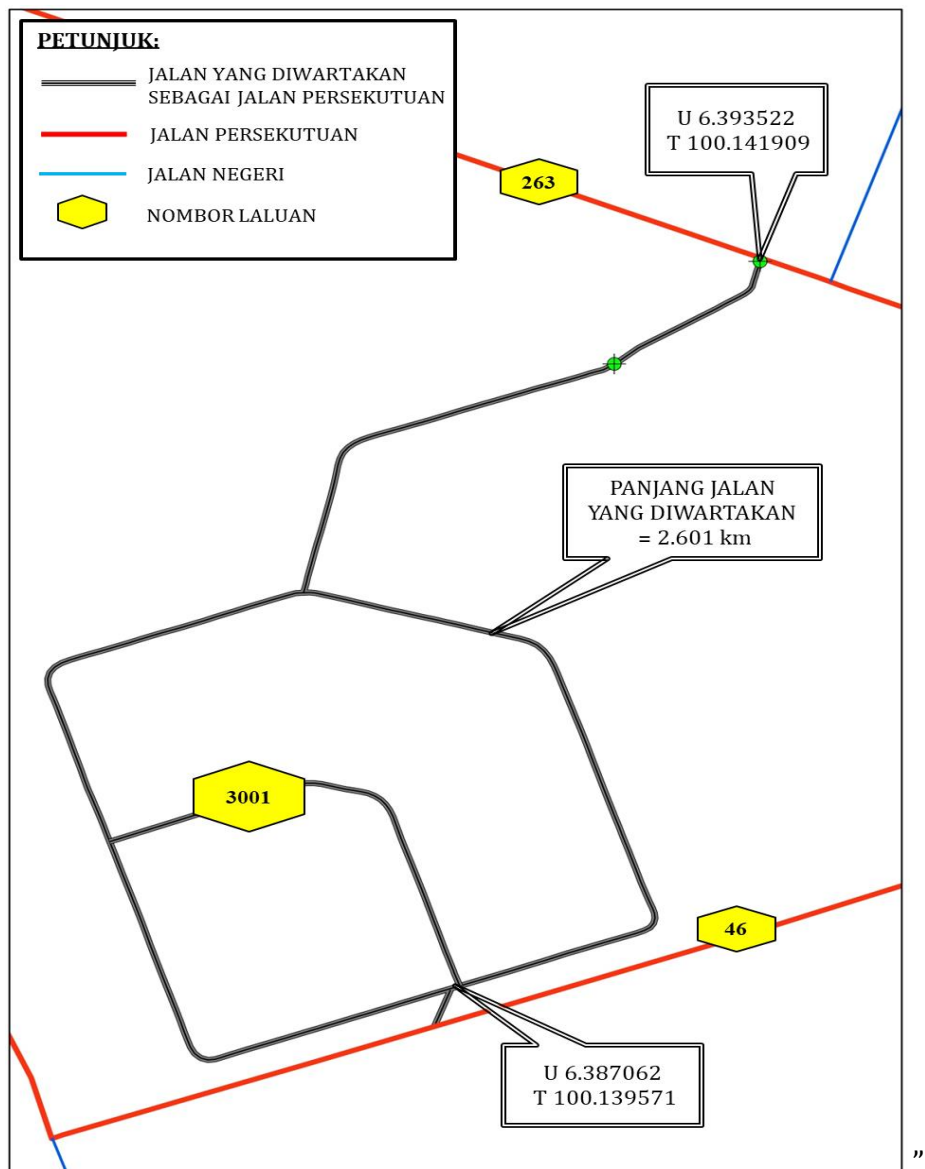 PETUNJUK:
JALAN YANG DIWARTAKAN
SEBAGAI JALAN PERSEKUTUAN
JALAN PERSEKUTUAN
JALAN NEGERI
NOMBOR LALUAN
U 6.393522
T 100.141909
263
PANJANG JALAN
YANG DIWARTAKAN
= 2.601 km
3001
46
U 6.387062
T 100.139571
”